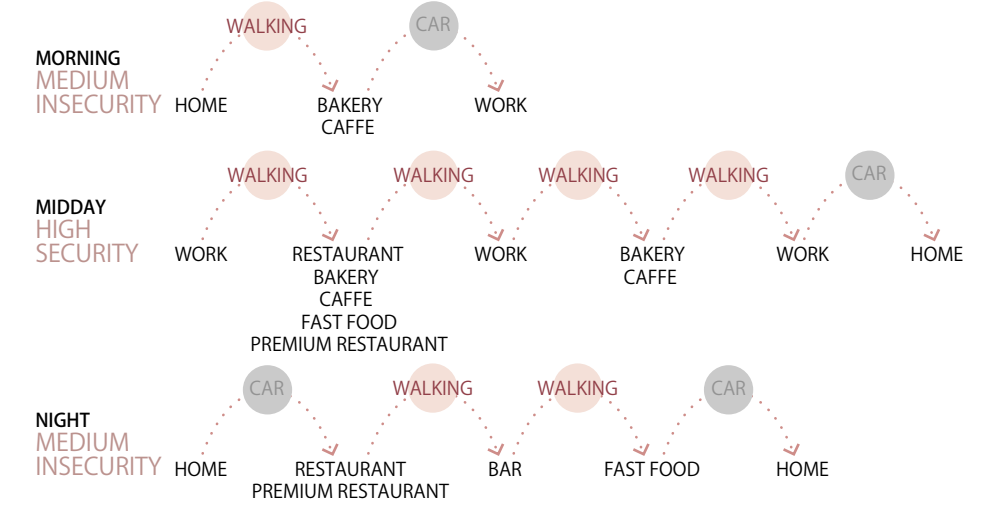 WALKING CAR
MORNING
MEDIUM
INSECURITY HOME BAKERY WORK
CAFFE
WALKING WALKING WALKING WALKING CAR
MIDDAY
HIGH
SECURITY WORK RESTAURANT WORK BAKERY WORK HOME
BAKERY CAFFE
CAFFE
FAST FOOD
PREMIUM RESTAURANT
CAR WALKING WALKING CAR
NIGHT
MEDIUM
INSECURITY HOME RESTAURANT BAR FAST FOOD HOME
PREMIUM RESTAURANT